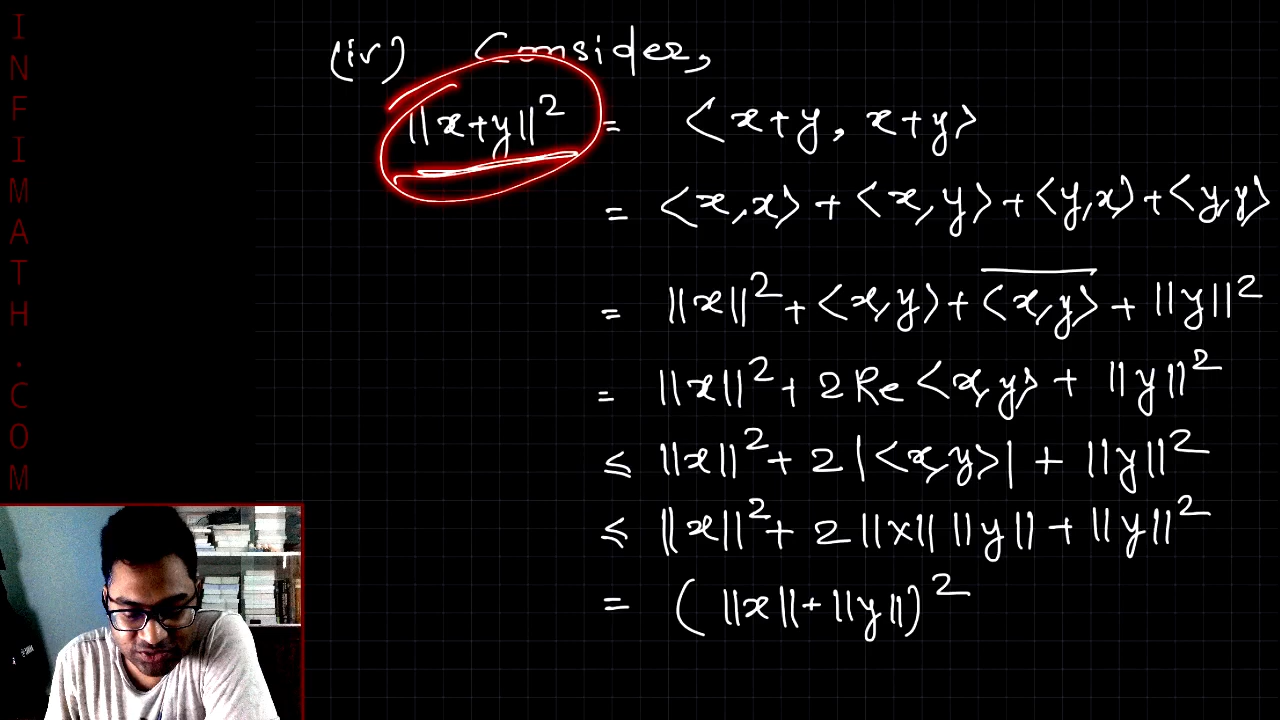 INFIMATH.COM
(iv) Consider,
||x+y||² = <x+y, x+y>
= <x,x> + <x,y> + <y,x> + <y,y>
= ||x||² + <x,y> + <x,y>̅ + ||y||²
= ||x||² + 2 Re <x,y> + ||y||²
≤ ||x||² + 2 |<x,y>| + ||y||²
≤ ||x||² + 2 ||x|| ||y|| + ||y||²
= (||x|| + ||y||)²